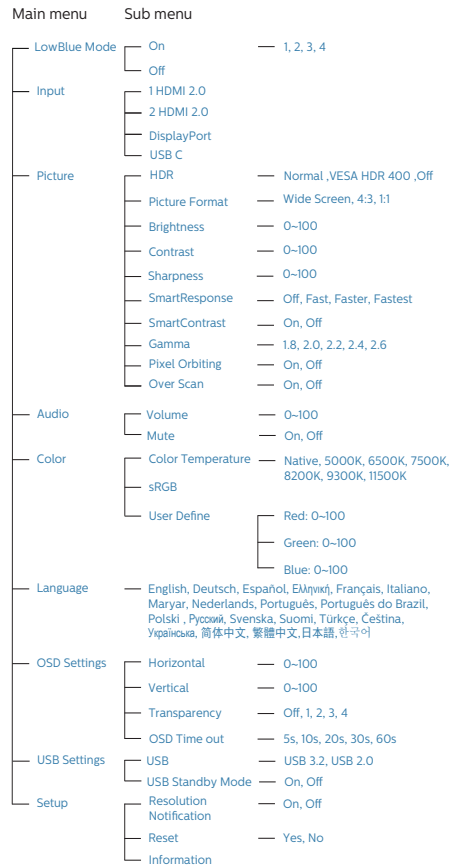 Main menu Sub menu
LowBlue Mode On 1, 2, 3, 4
Off
Input 1 HDMI 2.0
2 HDMI 2.0
DisplayPort
USB C
Picture HDR Normal ,VESA HDR 400 ,Off
Picture Format Wide Screen, 4:3, 1:1
Brightness 0~100
Contrast 0~100
Sharpness 0~100
SmartResponse Off, Fast, Faster, Fastest
SmartContrast On, Off
Gamma 1.8, 2.0, 2.2, 2.4, 2.6
Pixel Orbiting On, Off
Over Scan On, Off
Audio Volume 0~100
Mute On, Off
Color Color Temperature Native, 5000K, 6500K, 7500K,
8200K, 9300K, 11500K
sRGB
User Define Red: 0~100
Green: 0~100
Blue: 0~100
Language English, Deutsch, Español, Ελληνική, Français, Italiano,
Maryar, Nederlands, Português, Português do Brazil,
Polski , Русский, Svenska, Suomi, Türkçe, Čeština,
Українська, 简体中文, 繁體中文,日本語,한국어
OSD Settings Horizontal 0~100
Vertical 0~100
Transparency Off, 1, 2, 3, 4
OSD Time out 5s, 10s, 20s, 30s, 60s
USB Settings USB USB 3.2, USB 2.0
USB Standby Mode On, Off
Setup Resolution On, Off
Notification
Reset Yes, No
Information